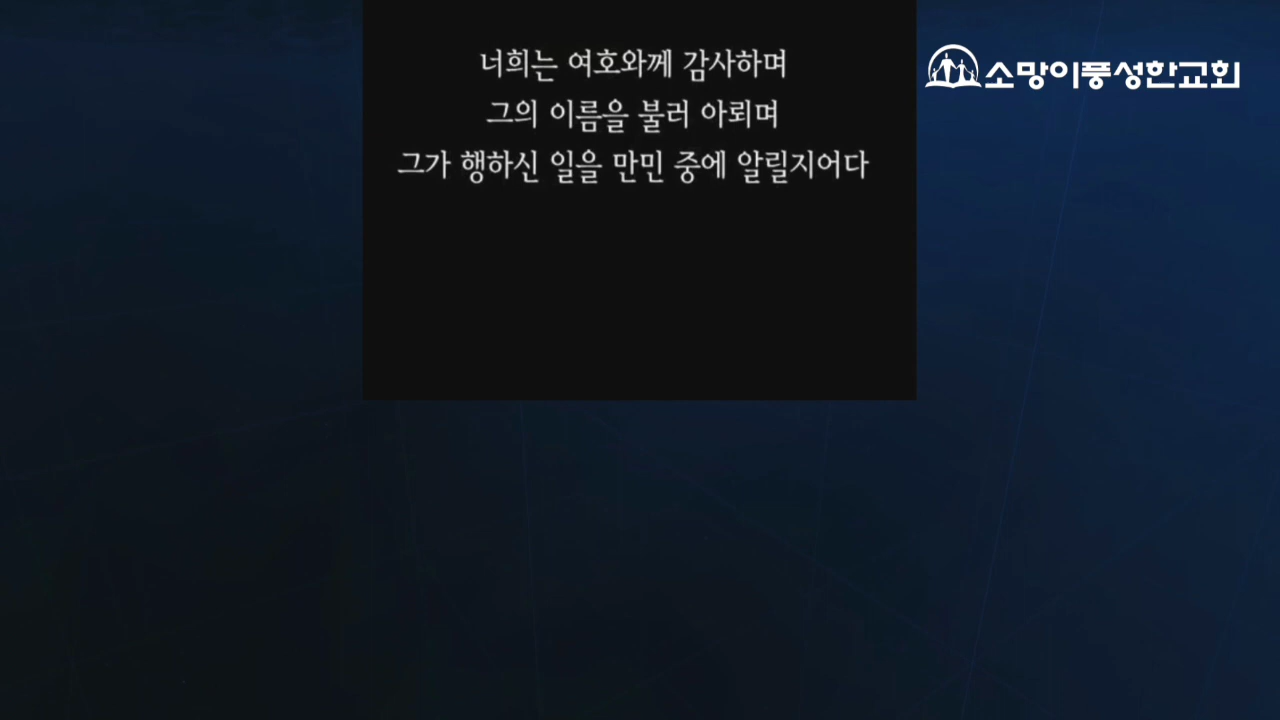 너희는 여호와께 감사하며
그의 이름을 불러 아뢰며
그가 행하신 일을 만민 중에 알릴지어다
소망이풍성한교회